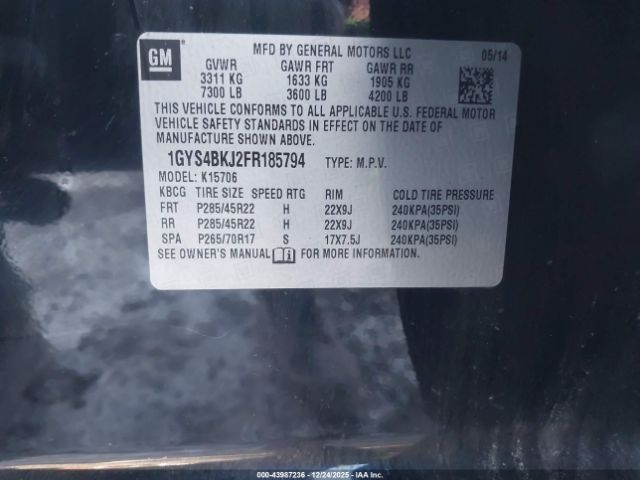 GM
MFD BY GENERAL MOTORS LLC 05/14
GVWR GAWR FRT GAWR RR
3311 KG 1633 KG 1905 KG
7300 LB 3600 LB 4200 LB
THIS VEHICLE CONFORMS TO ALL APPLICABLE U.S. FEDERAL MOTOR
VEHICLE SAFETY STANDARDS IN EFFECT ON THE DATE OF
MANUFACTURE SHOWN ABOVE.
1GYS4BKJ2FR185794 TYPE: M.P.V.
MODEL: K15706
KBCG TIRE SIZE SPEED RTG RIM COLD TIRE PRESSURE
FRT P285/45R22 H 22X9J 240KPA(35PSI)
RR P285/45R22 H 22X9J 240KPA(35PSI)
SPA P265/70R17 S 17X7.5J 240KPA(35PSI)
SEE OWNER'S MANUAL FOR MORE INFORMATION.
000-43987236 - 12/24/2025 - IAAI.COM